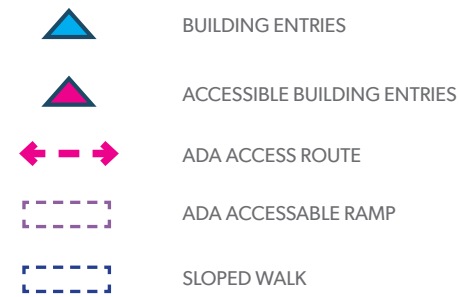 BUILDING ENTRIES
ACCESSIBLE BUILDING ENTRIES
ADA ACCESS ROUTE
ADA ACCESSABLE RAMP
SLOPED WALK